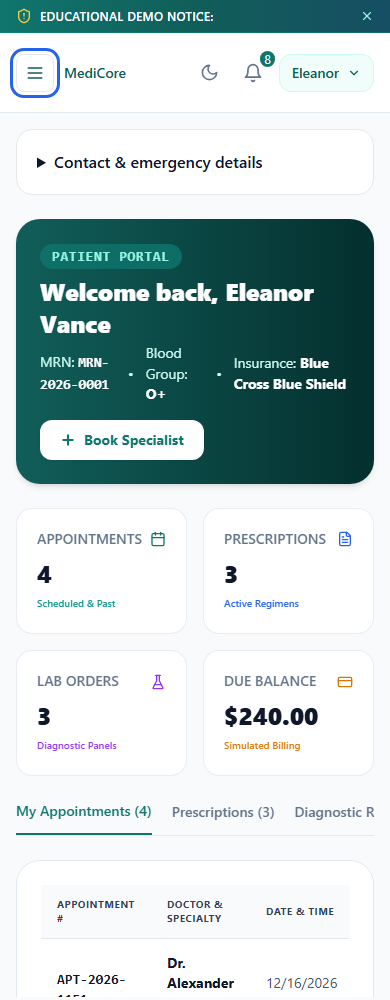 EDUCATIONAL DEMO NOTICE:
MediCore
8
Eleanor
Contact & emergency details
PATIENT PORTAL
Welcome back, Eleanor
Vance
MRN: MRN-
2026-0001
•
Blood
Group:
O+
•
Insurance: Blue
Cross Blue Shield
Book Specialist
APPOINTMENTS
4
Scheduled & Past
PRESCRIPTIONS
3
Active Regimens
LAB ORDERS
3
Diagnostic Panels
DUE BALANCE
$240.00
Simulated Billing
My Appointments (4) Prescriptions (3) Diagnostic R
APPOINTMENT
#
DOCTOR &
SPECIALTY
DATE & TIME
APT-2026-
Dr.
Alexander
12/16/2026